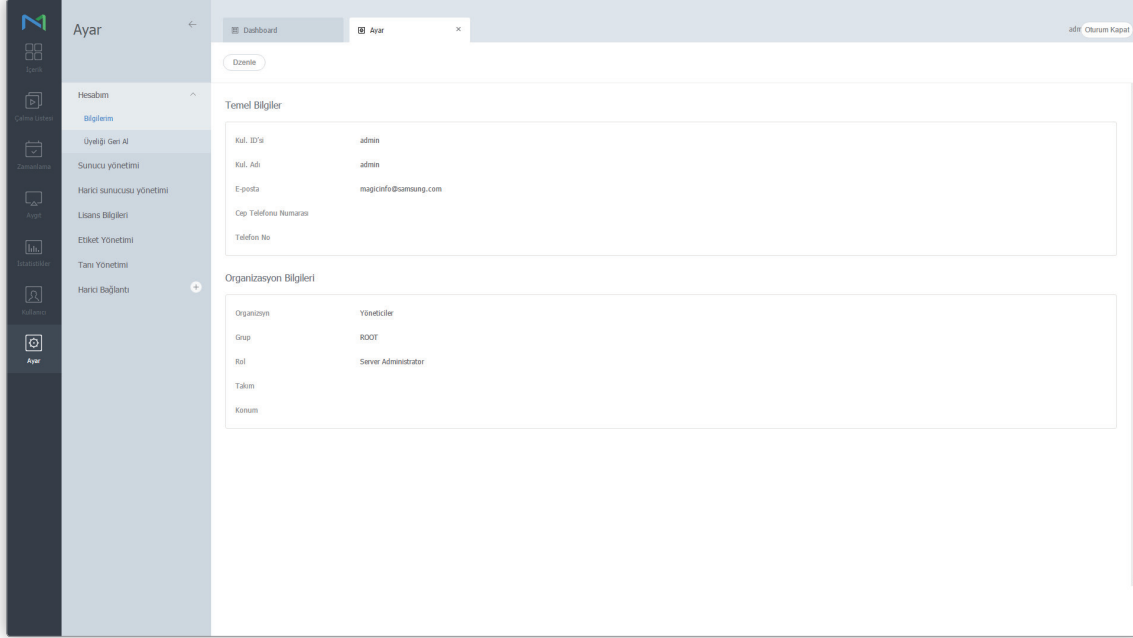 İçerik
Çalma Listesi
Zamanlama
Aygıt
İstatistikler
Kullanıcı
Ayar
Ayar
Hesabım
Bilgilerim
Üyeliği Geri Al
Sunucu yönetimi
Harici sunucusu yönetimi
Lisans Bilgileri
Etiket Yönetimi
Tanı Yönetimi
Harici Bağlantı
Dashboard
Ayar
adm Oturum Kapat
Dzenle
Temel Bilgiler
Kul. ID'si admin
Kul. Adı admin
E-posta magicinfo@samsung.com
Cep Telefonu Numarası
Telefon No
Organizasyon Bilgileri
Organizsyn Yöneticiler
Grup ROOT
Rol Server Administrator
Takım
Konum